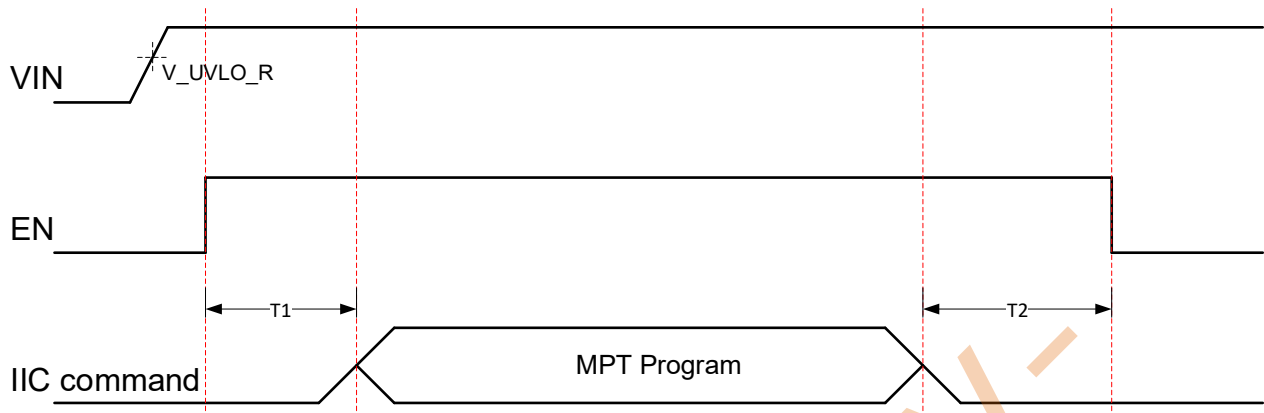 VIN
V_UVLO_R
EN
T1
T2
IIC command
MPT Program